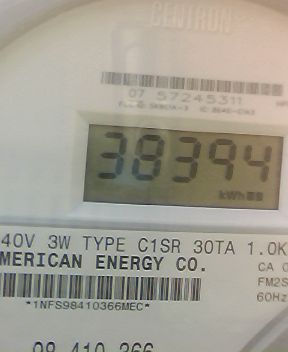 CENTRON®
07 57245311
38394
kWh
40V 3W TYPE C1SR 30TA 1.0K
MERICAN ENERGY CO.
CA 0
FM2S
60Hz
*1NFS98410366MEC*
98 410 366